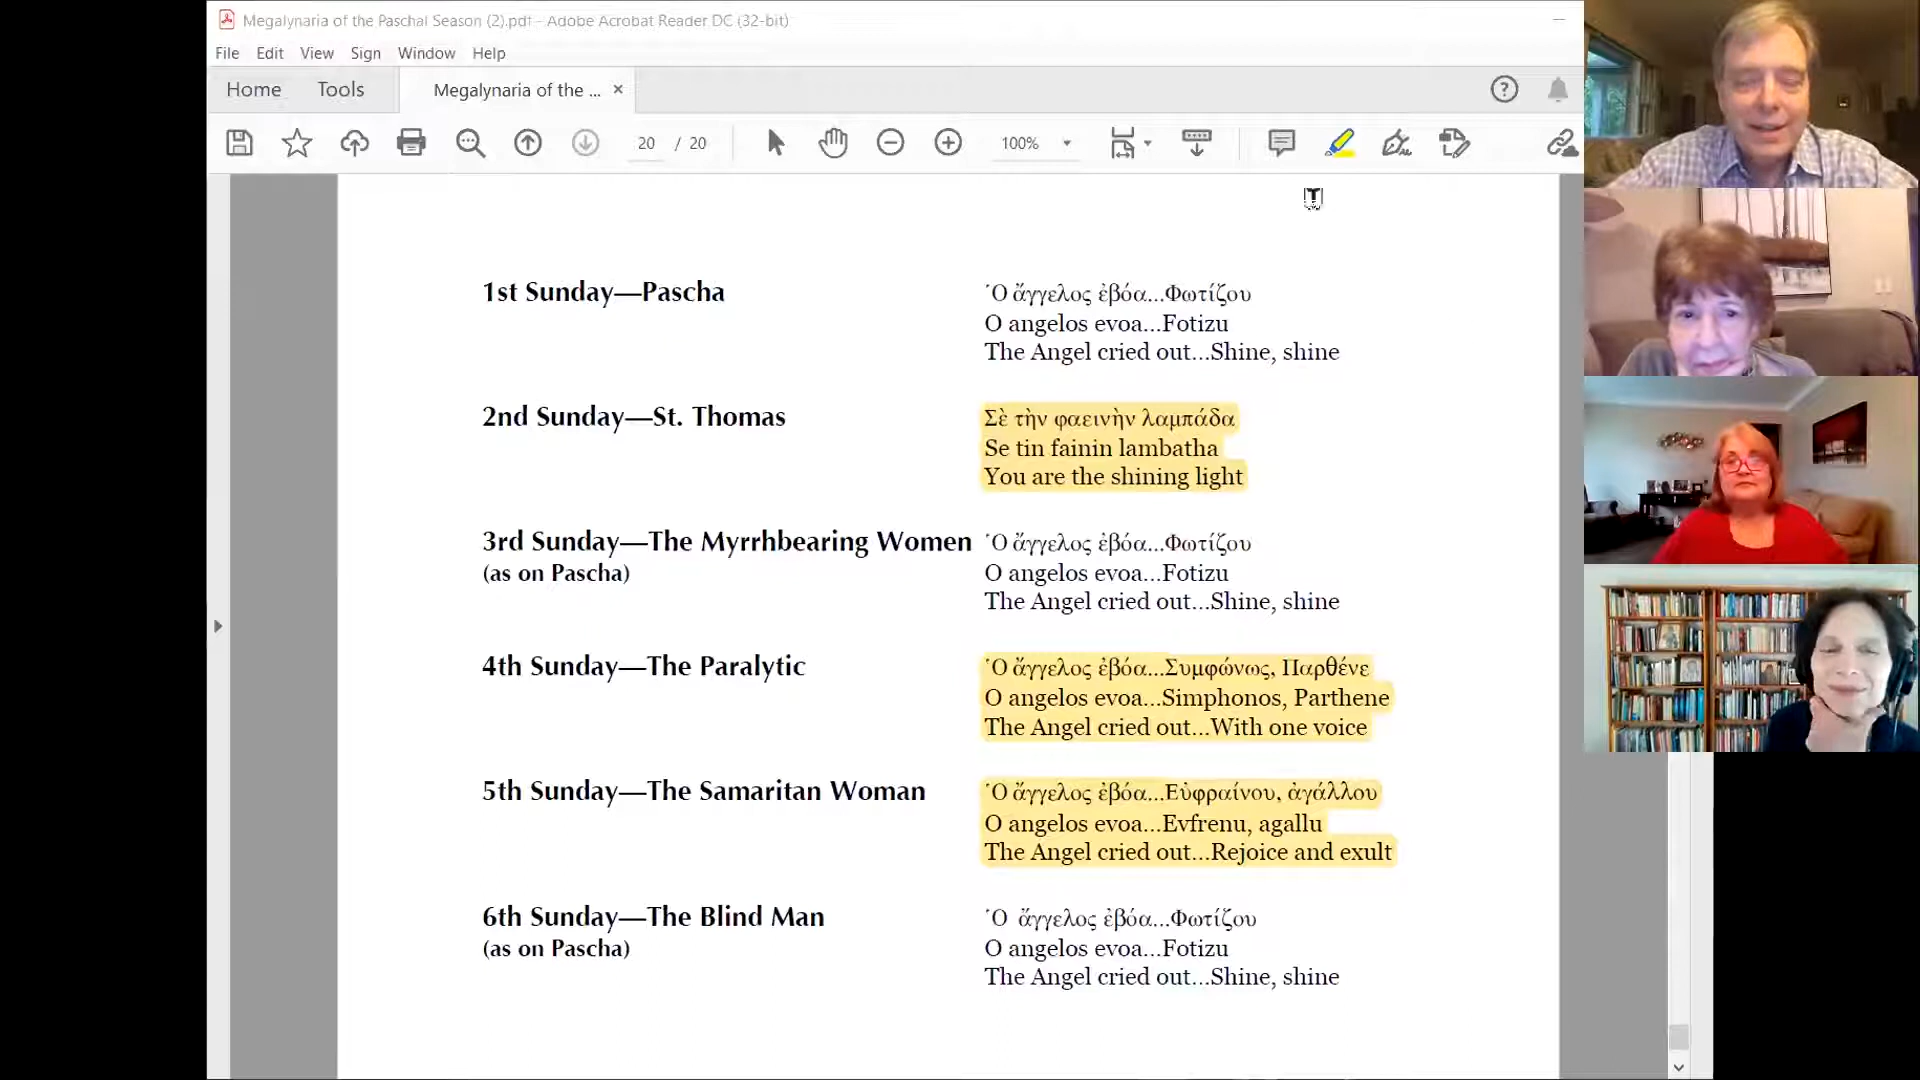 Megalynaria of the Paschal Season (2).pdf - Adobe Acrobat Reader DC (32-bit)
File Edit View Sign Window Help
Home Tools Megalynaria of the ... ×
20 / 20 100%
1st Sunday—Pascha
Ὁ ἄγγελος ἐβόα...Φωτίζου
O angelos evoa...Fotizu
The Angel cried out...Shine, shine
2nd Sunday—St. Thomas
Σὲ τὴν φαεινὴν λαμπάδα
Se tin fainin lambatha
You are the shining light
3rd Sunday—The Myrrhbearing Women
(as on Pascha)
Ὁ ἄγγελος ἐβόα...Φωτίζου
O angelos evoa...Fotizu
The Angel cried out...Shine, shine
4th Sunday—The Paralytic
Ὁ ἄγγελος ἐβόα...Συμφώνως, Παρθένε
O angelos evoa...Simphonos, Parthene
The Angel cried out...With one voice
5th Sunday—The Samaritan Woman
Ὁ ἄγγελος ἐβόα...Εὐφραίνου, ἀγάλλου
O angelos evoa...Evfrenu, agallu
The Angel cried out...Rejoice and exult
6th Sunday—The Blind Man
(as on Pascha)
Ὁ ἄγγελος ἐβόα...Φωτίζου
O angelos evoa...Fotizu
The Angel cried out...Shine, shine